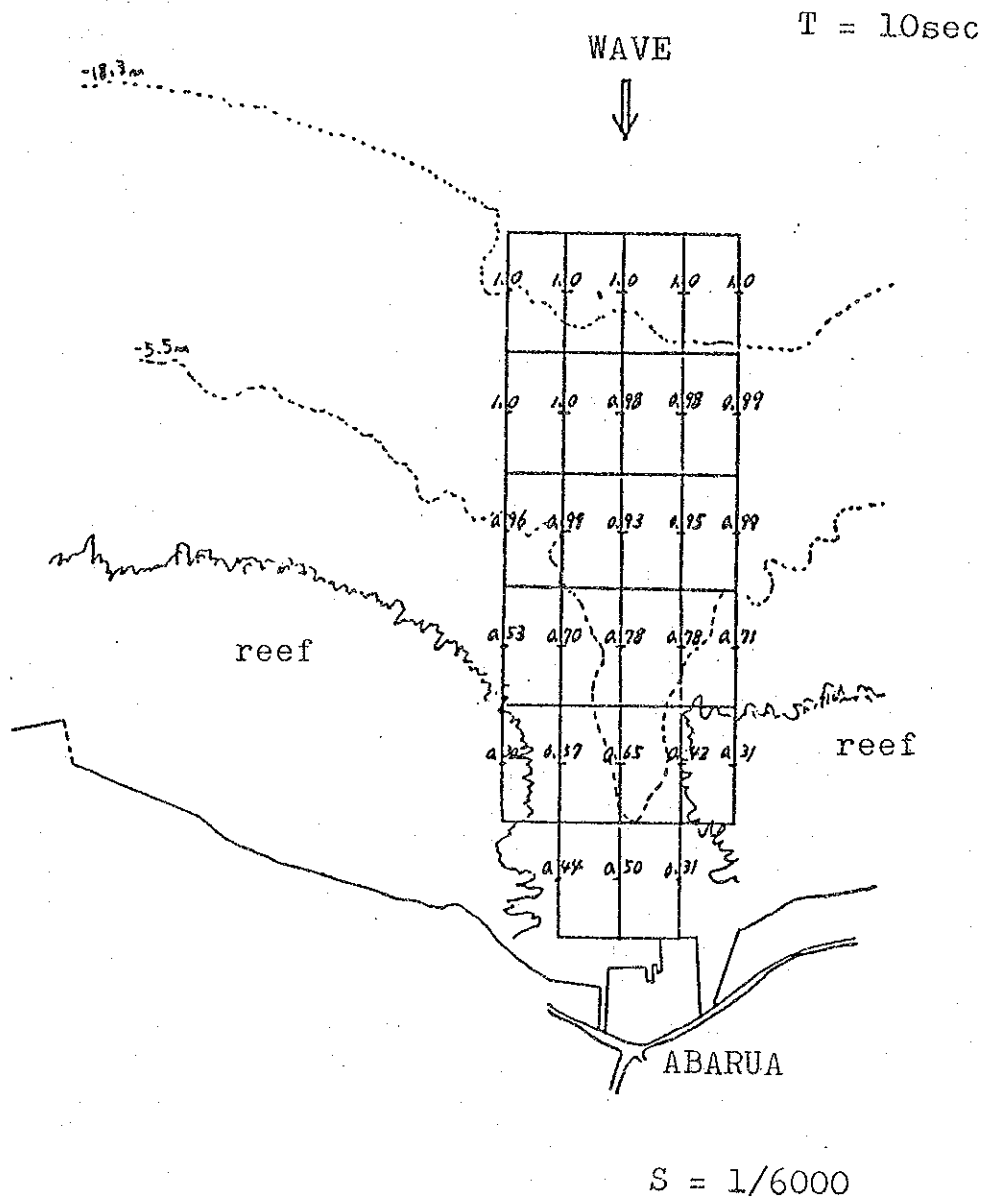 T = 10sec
WAVE
-18.3m
1.0 1.0 1.0 1.0 1.0
-5.5m
1.0 1.0 0.98 0.98 0.99
0.96 0.99 0.93 0.95 0.99
0.53 0.70 0.78 0.78 0.71
reef
reef
0.57 0.65 0.42 0.31
0.44 0.50 0.31
ABARUA
S = 1/6000